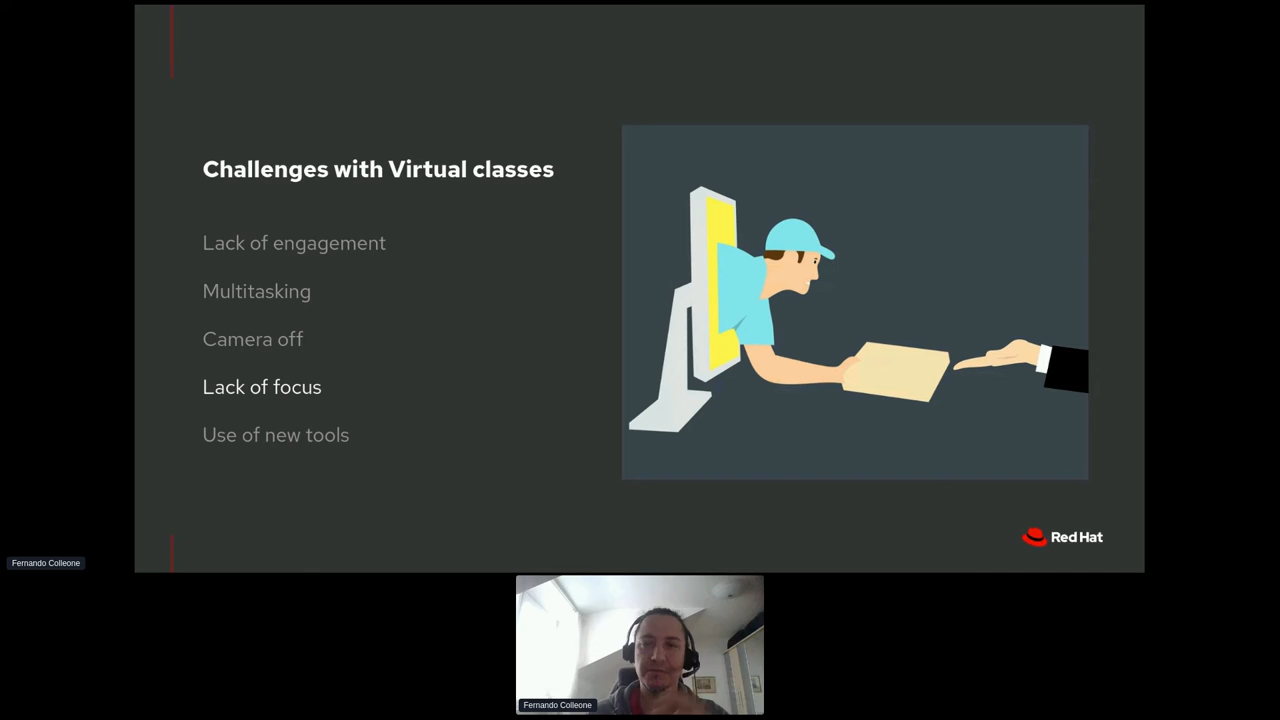 Challenges with Virtual classes
Lack of engagement
Multitasking
Camera off
Lack of focus
Use of new tools
Red Hat
Fernando Colleone
Fernando Colleone